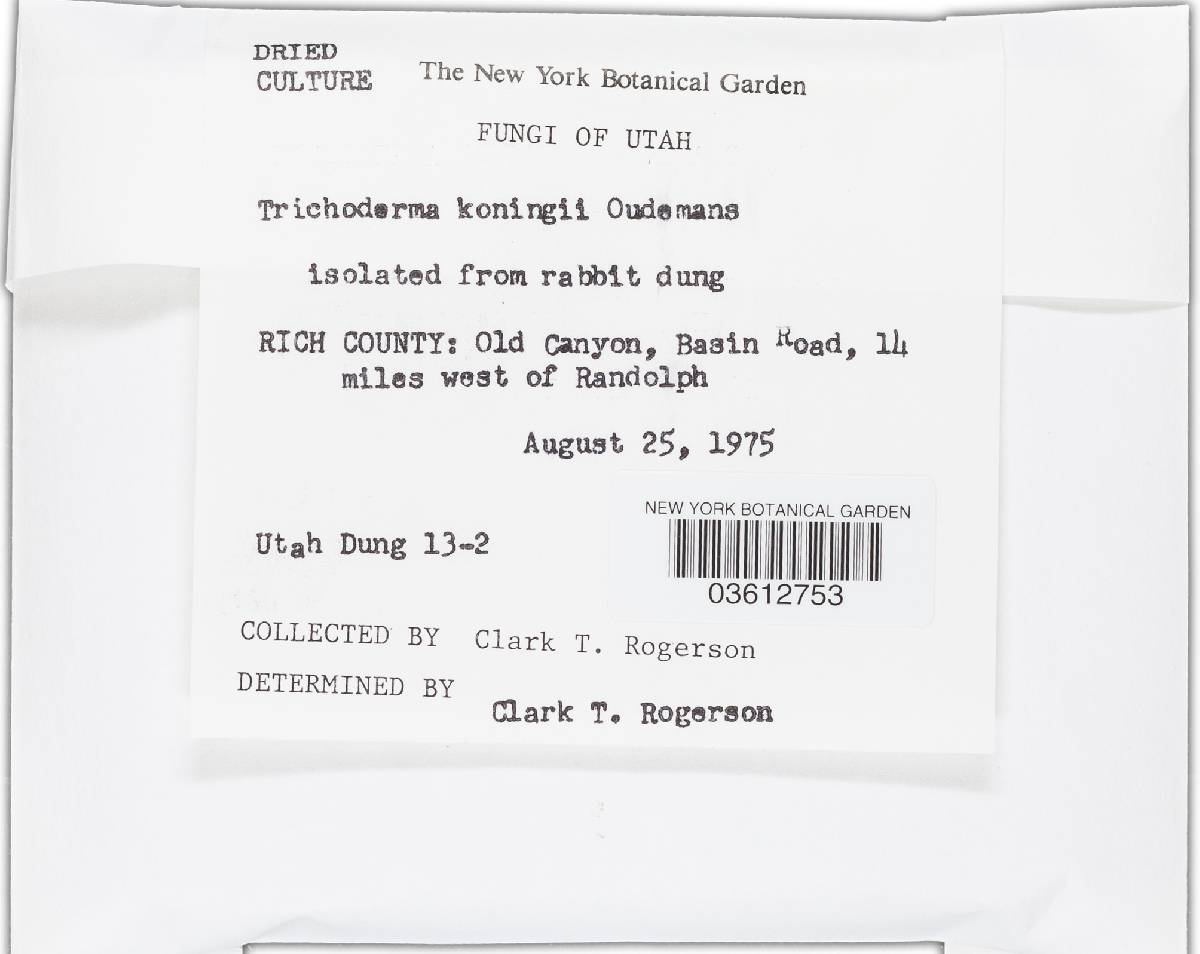 DRIED
CULTURE The New York Botanical Garden
FUNGI OF UTAH
Trichoderma koningii Oudemans
isolated from rabbit dung
RICH COUNTY: Old Canyon, Basin Road, 14
miles west of Randolph
August 25, 1975
NEW YORK BOTANICAL GARDEN
Utah Dung 13-2
03612753
COLLECTED BY Clark T. Rogerson
DETERMINED BY
Clark T. Rogerson